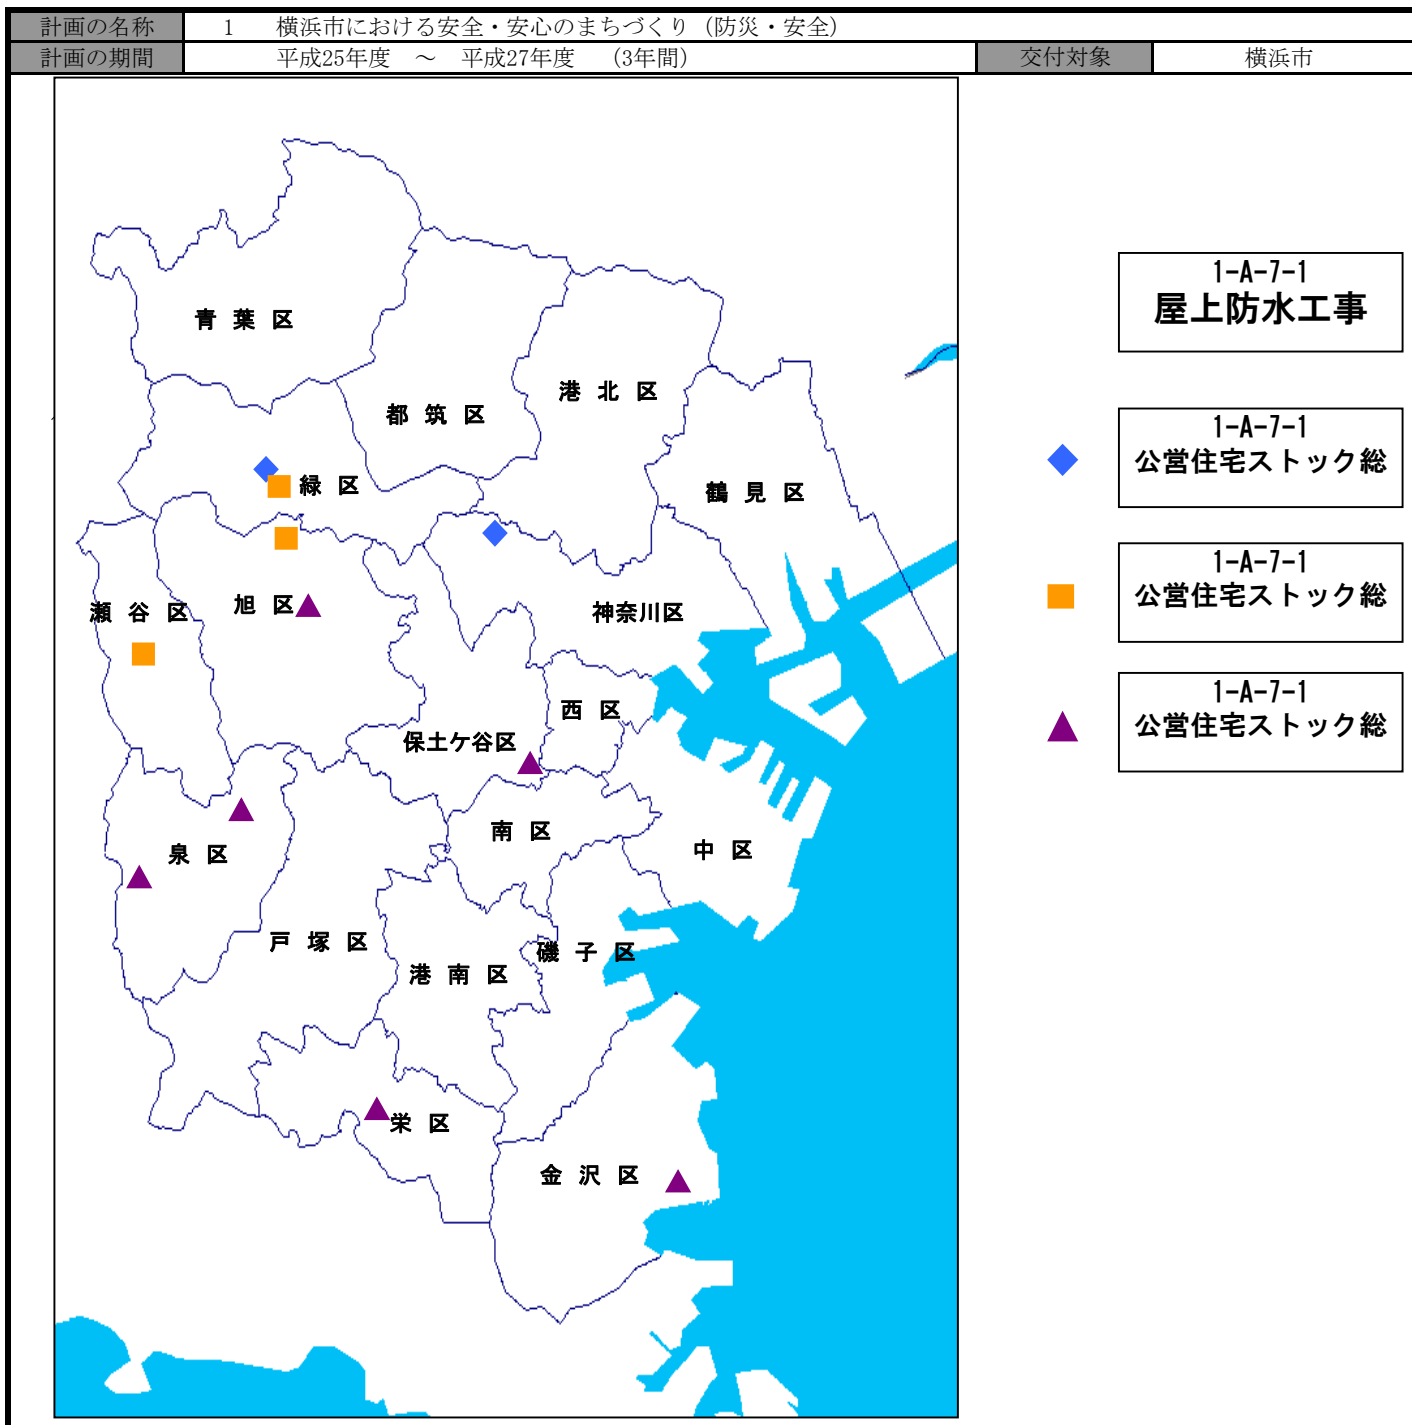 計画の名称 1 横浜市における安全・安心のまちづくり（防災・安全）
計画の期間 平成25年度 ～ 平成27年度 （3年間） 交付対象 横浜市
青葉区
都筑区
港北区
緑区
鶴見区
瀬谷区
旭区
神奈川区
西区
保土ケ谷区
南区
中区
泉区
戸塚区
港南区
磯子区
栄区
金沢区
1-A-7-1
屋上防水工事
1-A-7-1
公営住宅ストック総
1-A-7-1
公営住宅ストック総
1-A-7-1
公営住宅ストック総